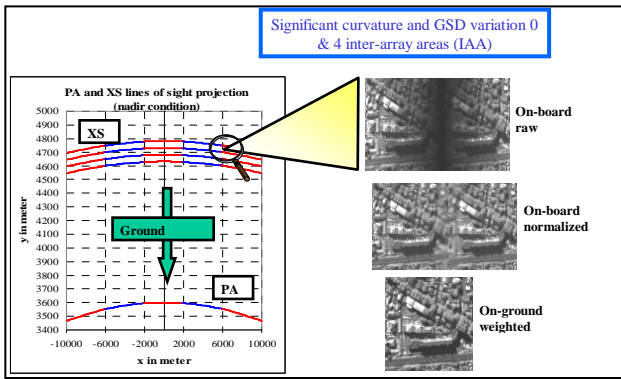 Significant curvature and GSD variation 0
& 4 inter-array areas (IAA)
PA and XS lines of sight projection
(nadir condition)
5000
4900
4800
4700
4600
4500
4400
4300
4200
4100
4000
3900
3800
3700
3600
3500
3400
y in meter
XS
Ground
PA
-10000 -6000 -2000 2000 6000 10000
x in meter
On-board
raw
On-board
normalized
On-ground
weighted